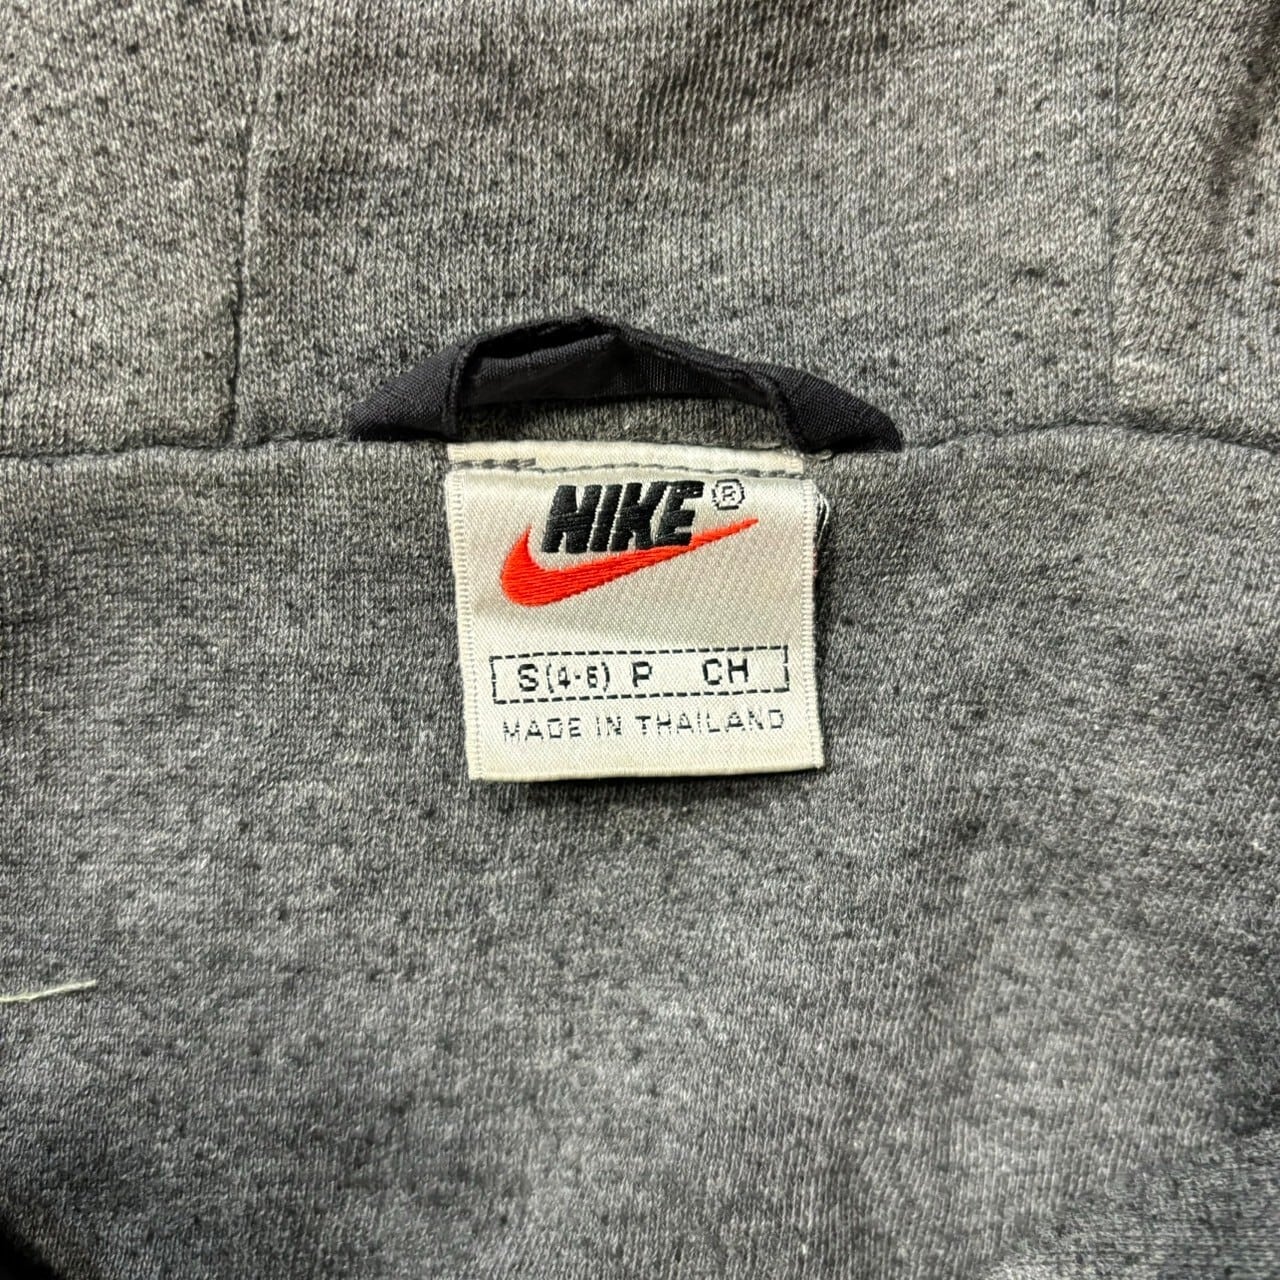 NIKE®
S(4-6) P CH
MADE IN THAILAND